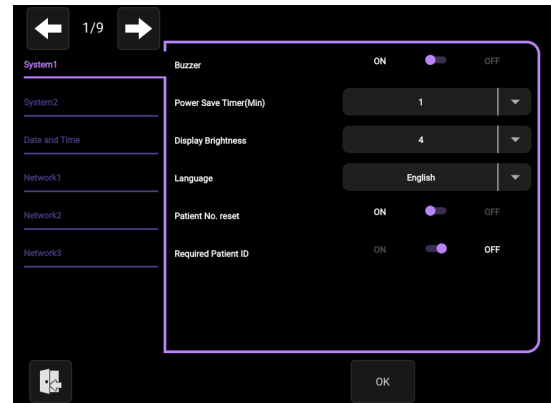 1/9
System1
System2
Date and Time
Network1
Network2
Network3
Buzzer ON OFF
Power Save Timer(Min) 1
Display Brightness 4
Language English
Patient No. reset ON OFF
Required Patient ID ON OFF
OK